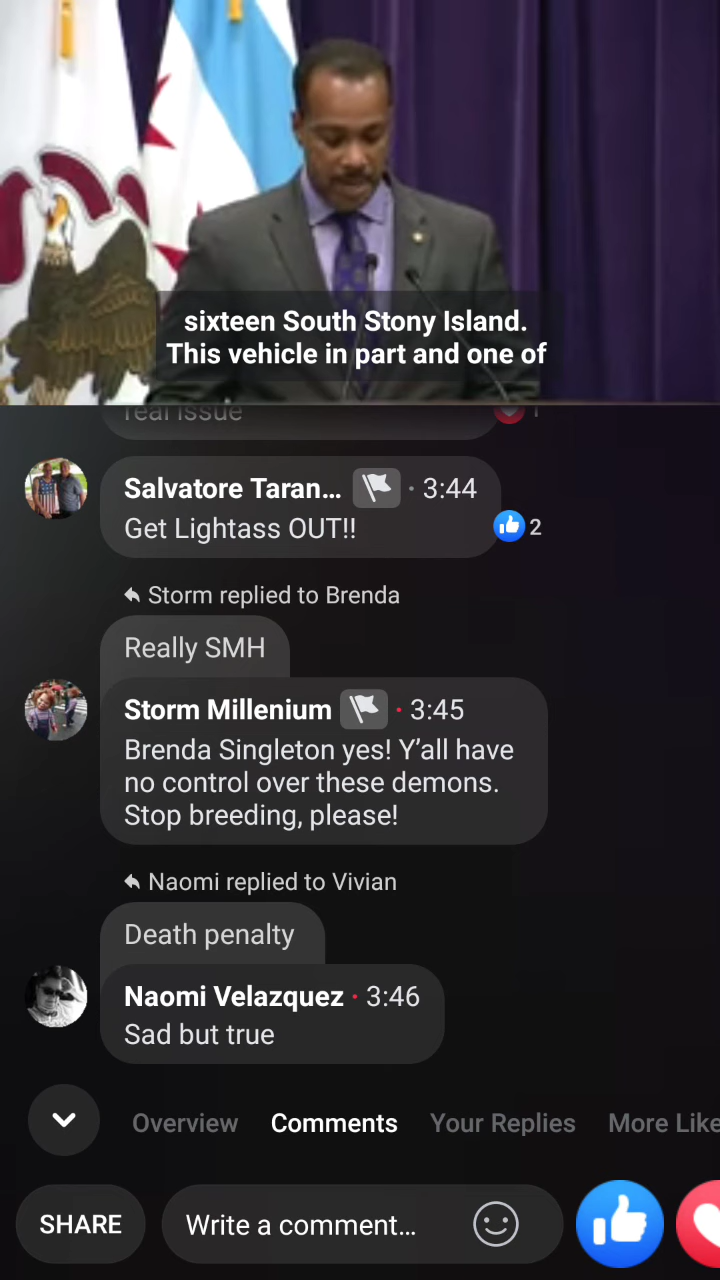 sixteen South Stony Island.
This vehicle in part and one of
real issue
1
Salvatore Taran... · 3:44
Get Lightass OUT!!
2
Storm replied to Brenda
Really SMH
Storm Millenium · 3:45
Brenda Singleton yes! Y'all have
no control over these demons.
Stop breeding, please!
Naomi replied to Vivian
Death penalty
Naomi Velazquez · 3:46
Sad but true
Overview Comments Your Replies More Like
SHARE Write a comment...